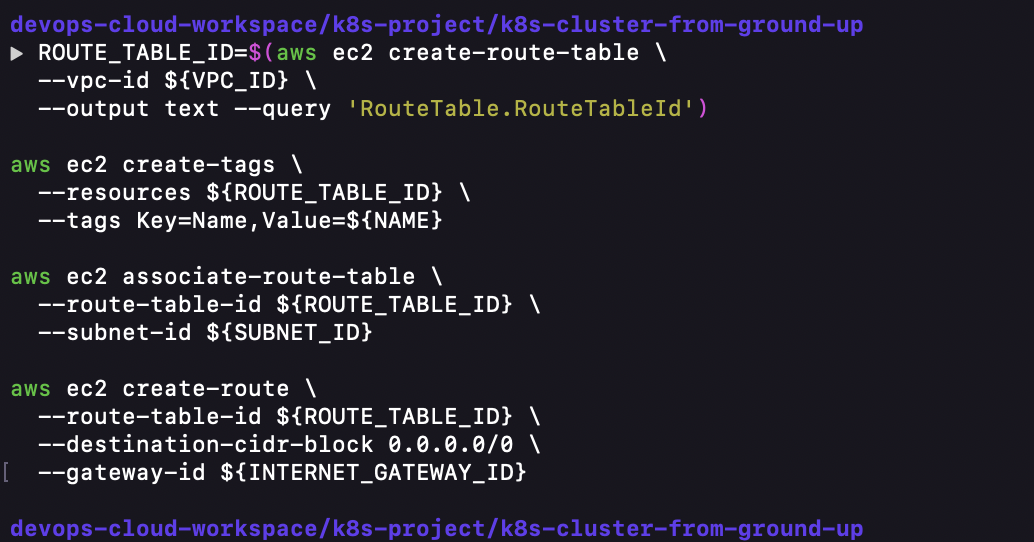 devops-cloud-workspace/k8s-project/k8s-cluster-from-ground-up
▶ ROUTE_TABLE_ID=$(aws ec2 create-route-table \
--vpc-id ${VPC_ID} \
--output text --query 'RouteTable.RouteTableId')
aws ec2 create-tags \
--resources ${ROUTE_TABLE_ID} \
--tags Key=Name,Value=${NAME}
aws ec2 associate-route-table \
--route-table-id ${ROUTE_TABLE_ID} \
--subnet-id ${SUBNET_ID}
aws ec2 create-route \
--route-table-id ${ROUTE_TABLE_ID} \
--destination-cidr-block 0.0.0.0/0 \
[ --gateway-id ${INTERNET_GATEWAY_ID}
devops-cloud-workspace/k8s-project/k8s-cluster-from-ground-up